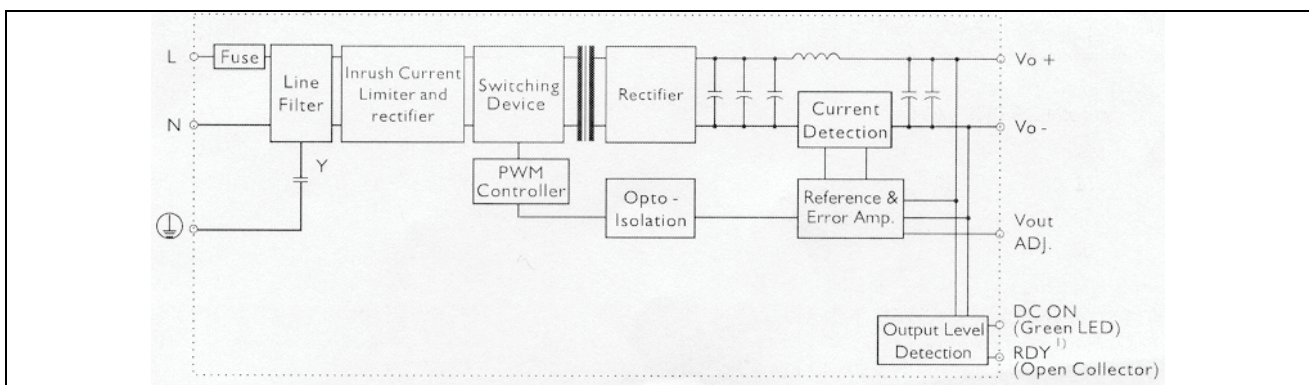 L
Fuse
Line
Filter
Inrush Current
Limiter and
rectifier
Switching
Device
Rectifier
Current
Detection
Vo +
N
Vo -
Y
PWM
Controller
Opto -
Isolation
Reference &
Error Amp.
Vout
ADJ.
Output Level
Detection
DC ON
(Green LED)
RDY 1)
(Open Collector)